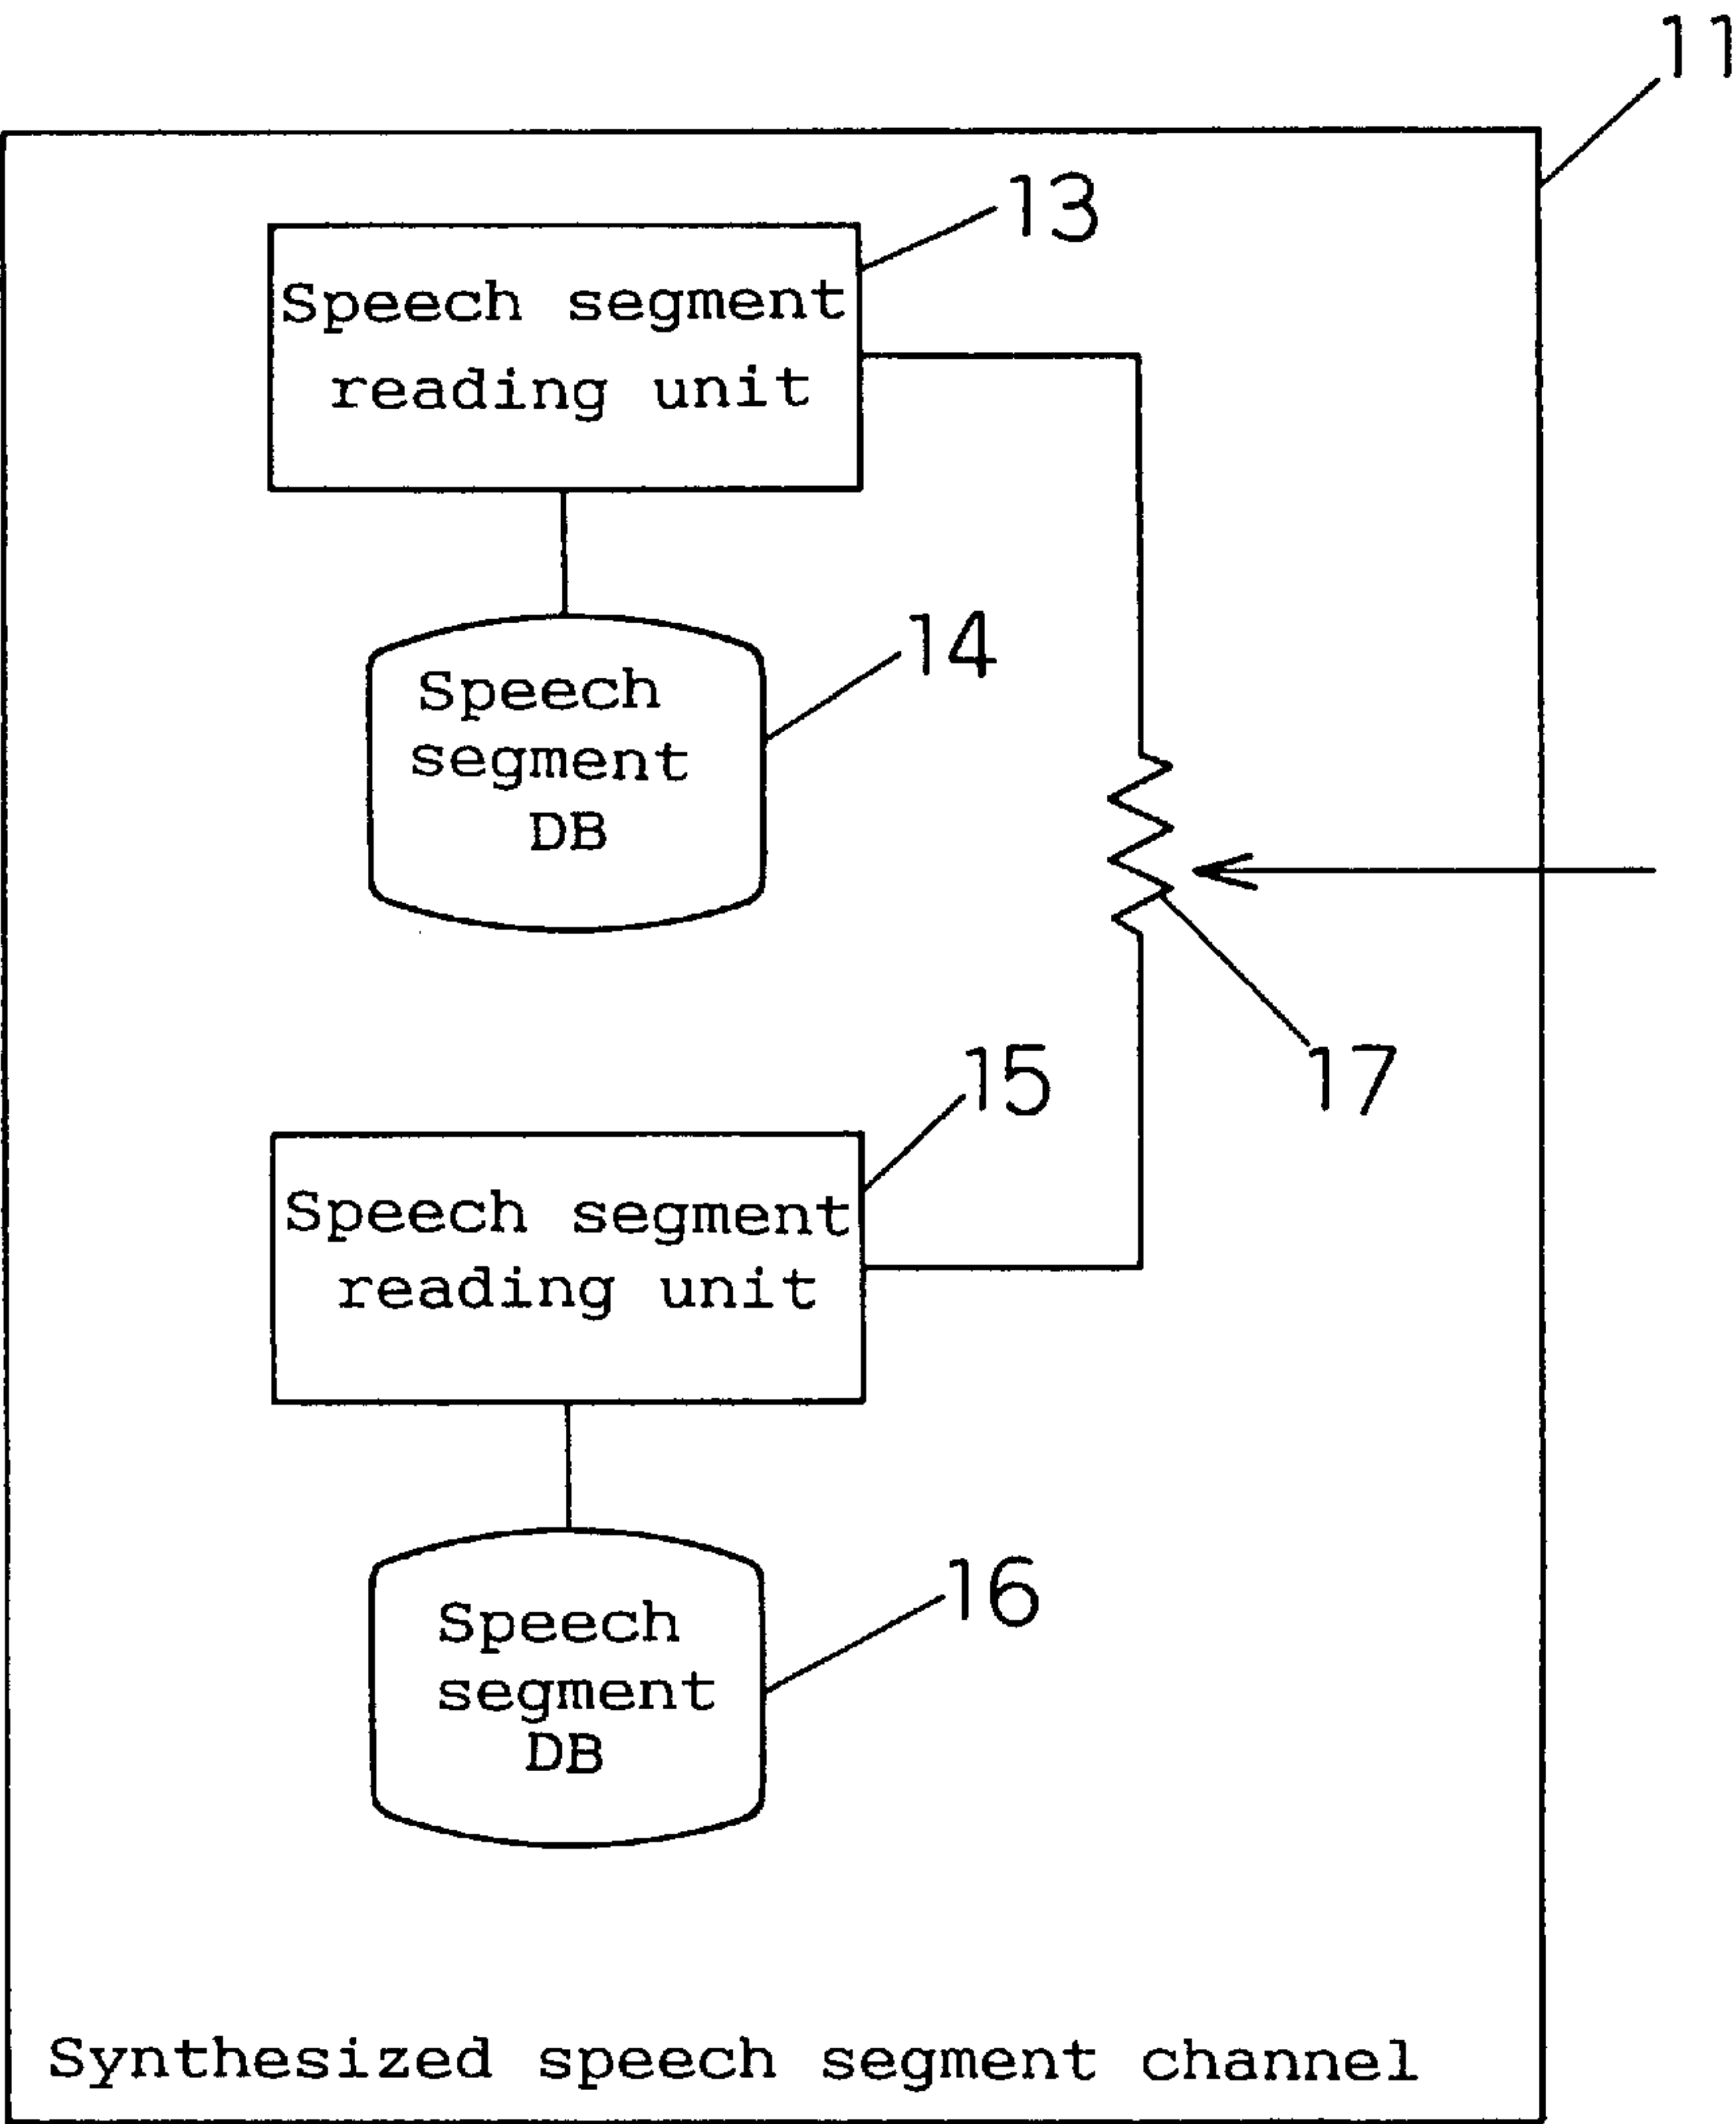 11
13
Speech segment
reading unit
14
Speech
segment
DB
17
15
Speech segment
reading unit
16
Speech
segment
DB
Synthesized speech segment channel